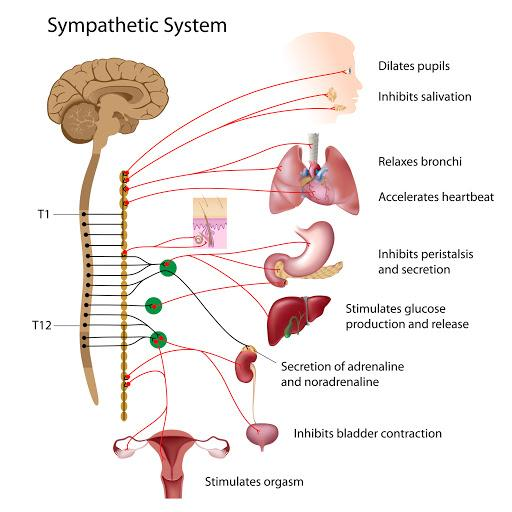 Sympathetic System
Dilates pupils
Inhibits salivation
Relaxes bronchi
Accelerates heartbeat
T1
Inhibits peristalsis
and secretion
Stimulates glucose
production and release
T12
Secretion of adrenaline
and noradrenaline
Inhibits bladder contraction
Stimulates orgasm